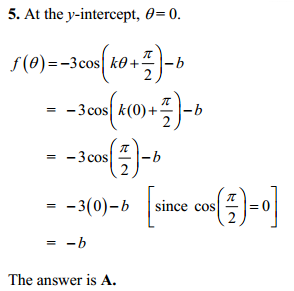 5. At the y-intercept, θ = 0.
f(θ) = −3cos(kθ + π/2) − b
= −3cos(k(0) + π/2) − b
= −3cos(π/2) − b
= −3(0) − b [since cos(π/2) = 0]
= −b
The answer is A.